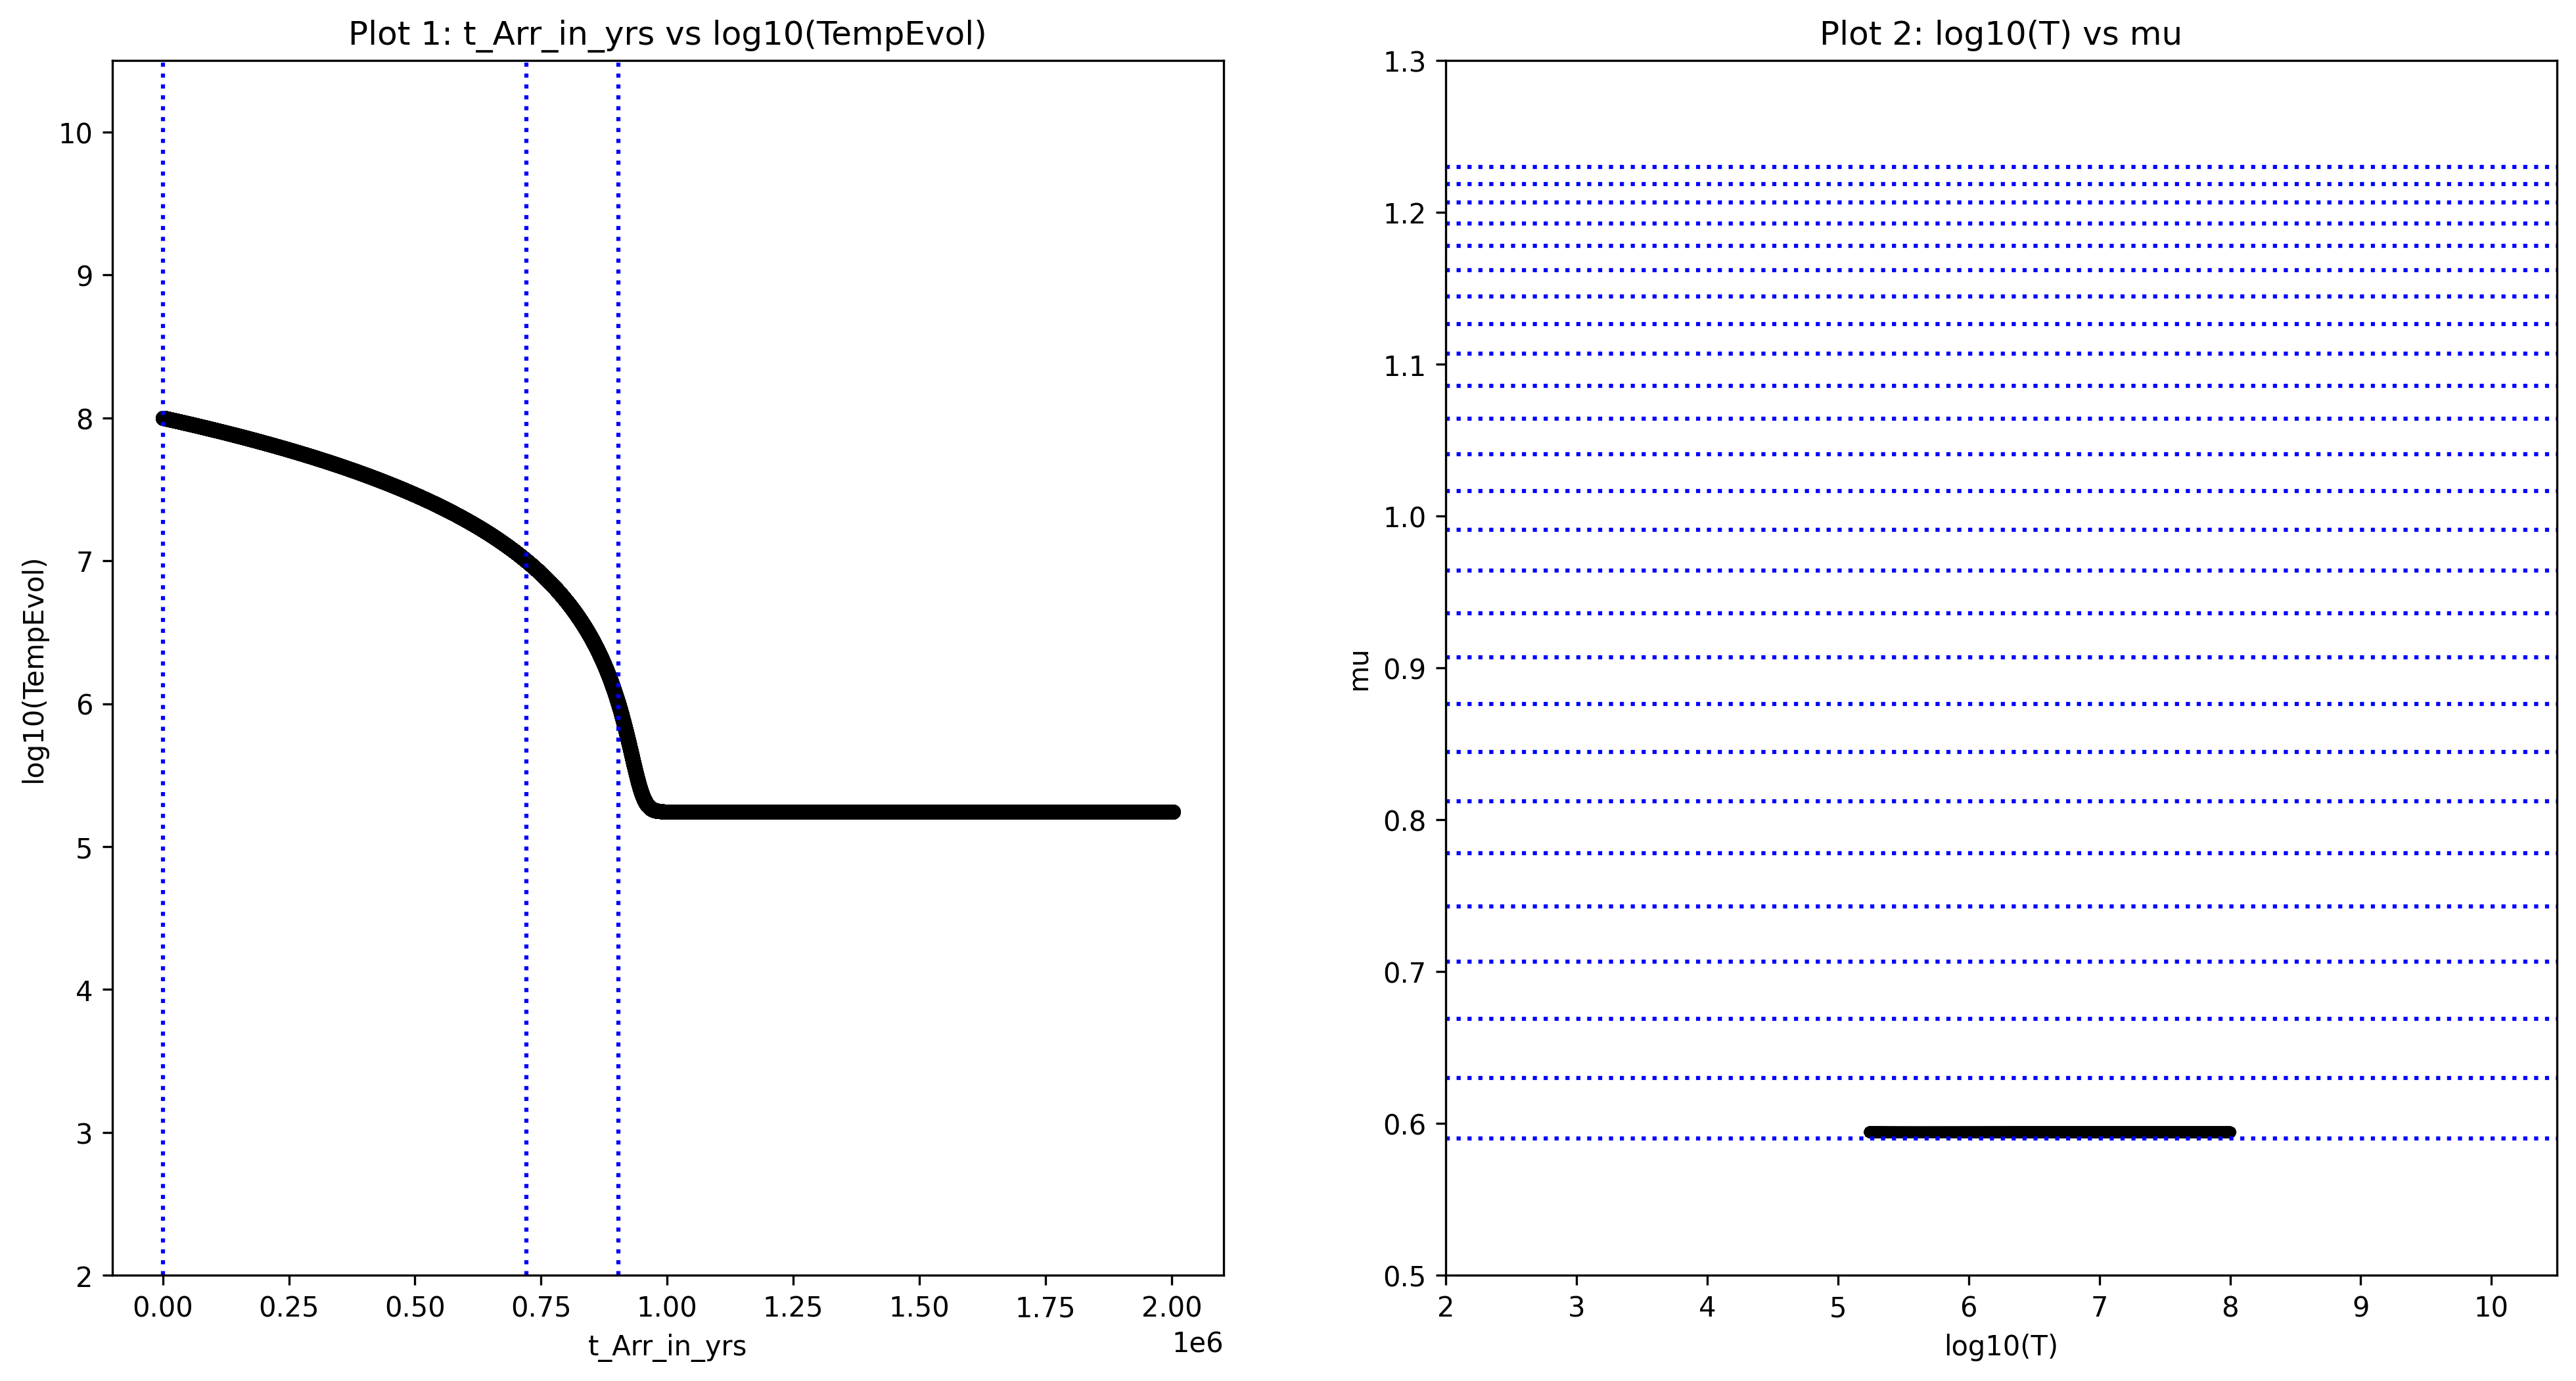 Plot 1: t_Arr_in_yrs vs log10(TempEvol)
log10(TempEvol)
10
9
8
7
6
5
4
3
2
0.00 0.25 0.50 0.75 1.00 1.25 1.50 1.75 2.00
1e6
t_Arr_in_yrs
Plot 2: log10(T) vs mu
mu
1.3
1.2
1.1
1.0
0.9
0.8
0.7
0.6
0.5
2 3 4 5 6 7 8 9 10
log10(T)